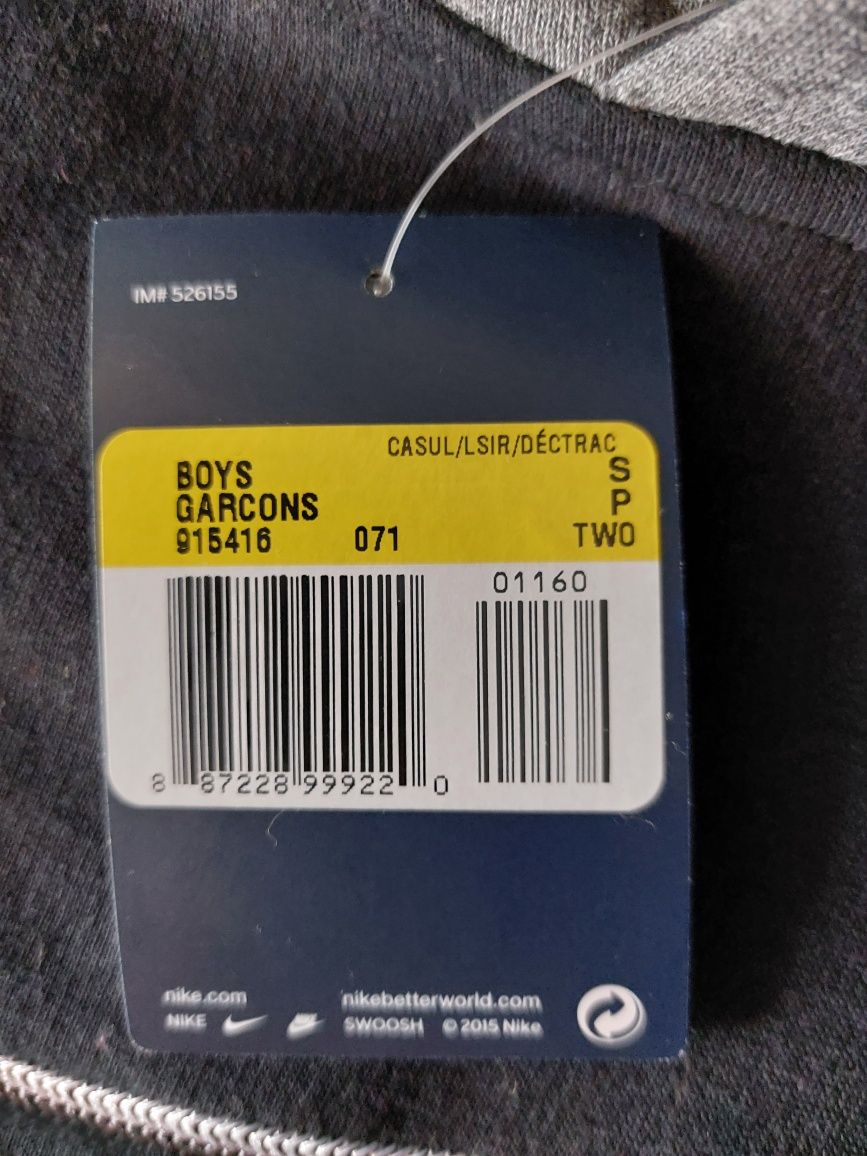 IM# 526155
CASUL/LSIR/DÉCTRAC
BOYS S
GARCONS P
915416 071 TWO
01160
8 87228 99922 0
nike.com nikebetterworld.com
NIKE SWOOSH © 2015 Nike